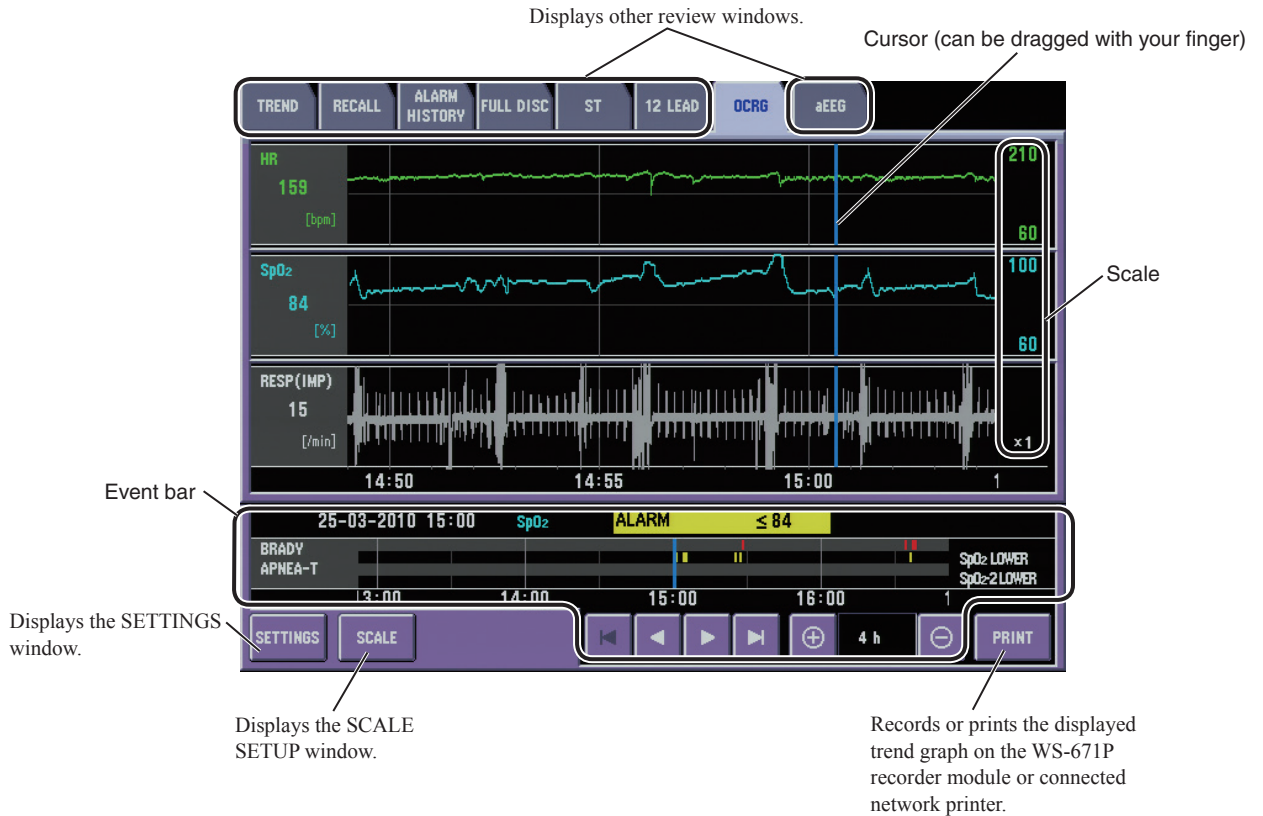 Displays other review windows.
Cursor (can be dragged with your finger)
TREND
RECALL
ALARM
HISTORY
FULL DISC
ST
12 LEAD
OCRG
aEEG
HR
159
[bpm]
210
60
SpO2
84
[%]
100
60
Scale
RESP(IMP)
15
[/min]
×1
14:50 14:55 15:00 1
Event bar
25-03-2010 15:00 SpO2 ALARM ≤ 84
BRADY
APNEA-T
SpO2 LOWER
SpO2-2 LOWER
3:00 14:00 15:00 16:00 1
Displays the SETTINGS
window.
SETTINGS
SCALE
4 h
PRINT
Displays the SCALE
SETUP window.
Records or prints the displayed
trend graph on the WS-671P
recorder module or connected
network printer.